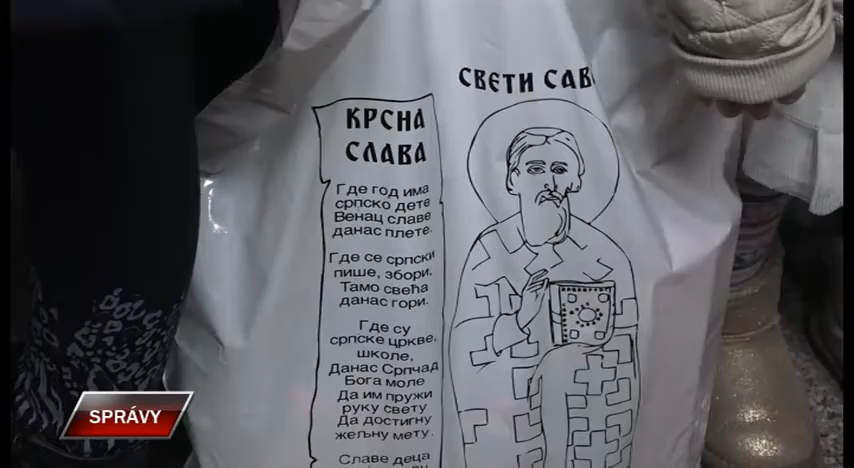 СВЕТИ САВ
КРСНА
СЛАВА
Где год има
српско дете
Венац славе
данас плете.
Где се српски
пише, збори,
Тамо свећа
данас гори.
Где су
српске цркве,
школе,
Данас Српчад
Бога моле
Да им пружи
руку свету
Да достигну
жељну мету.
Славе деца
SPRÁVY